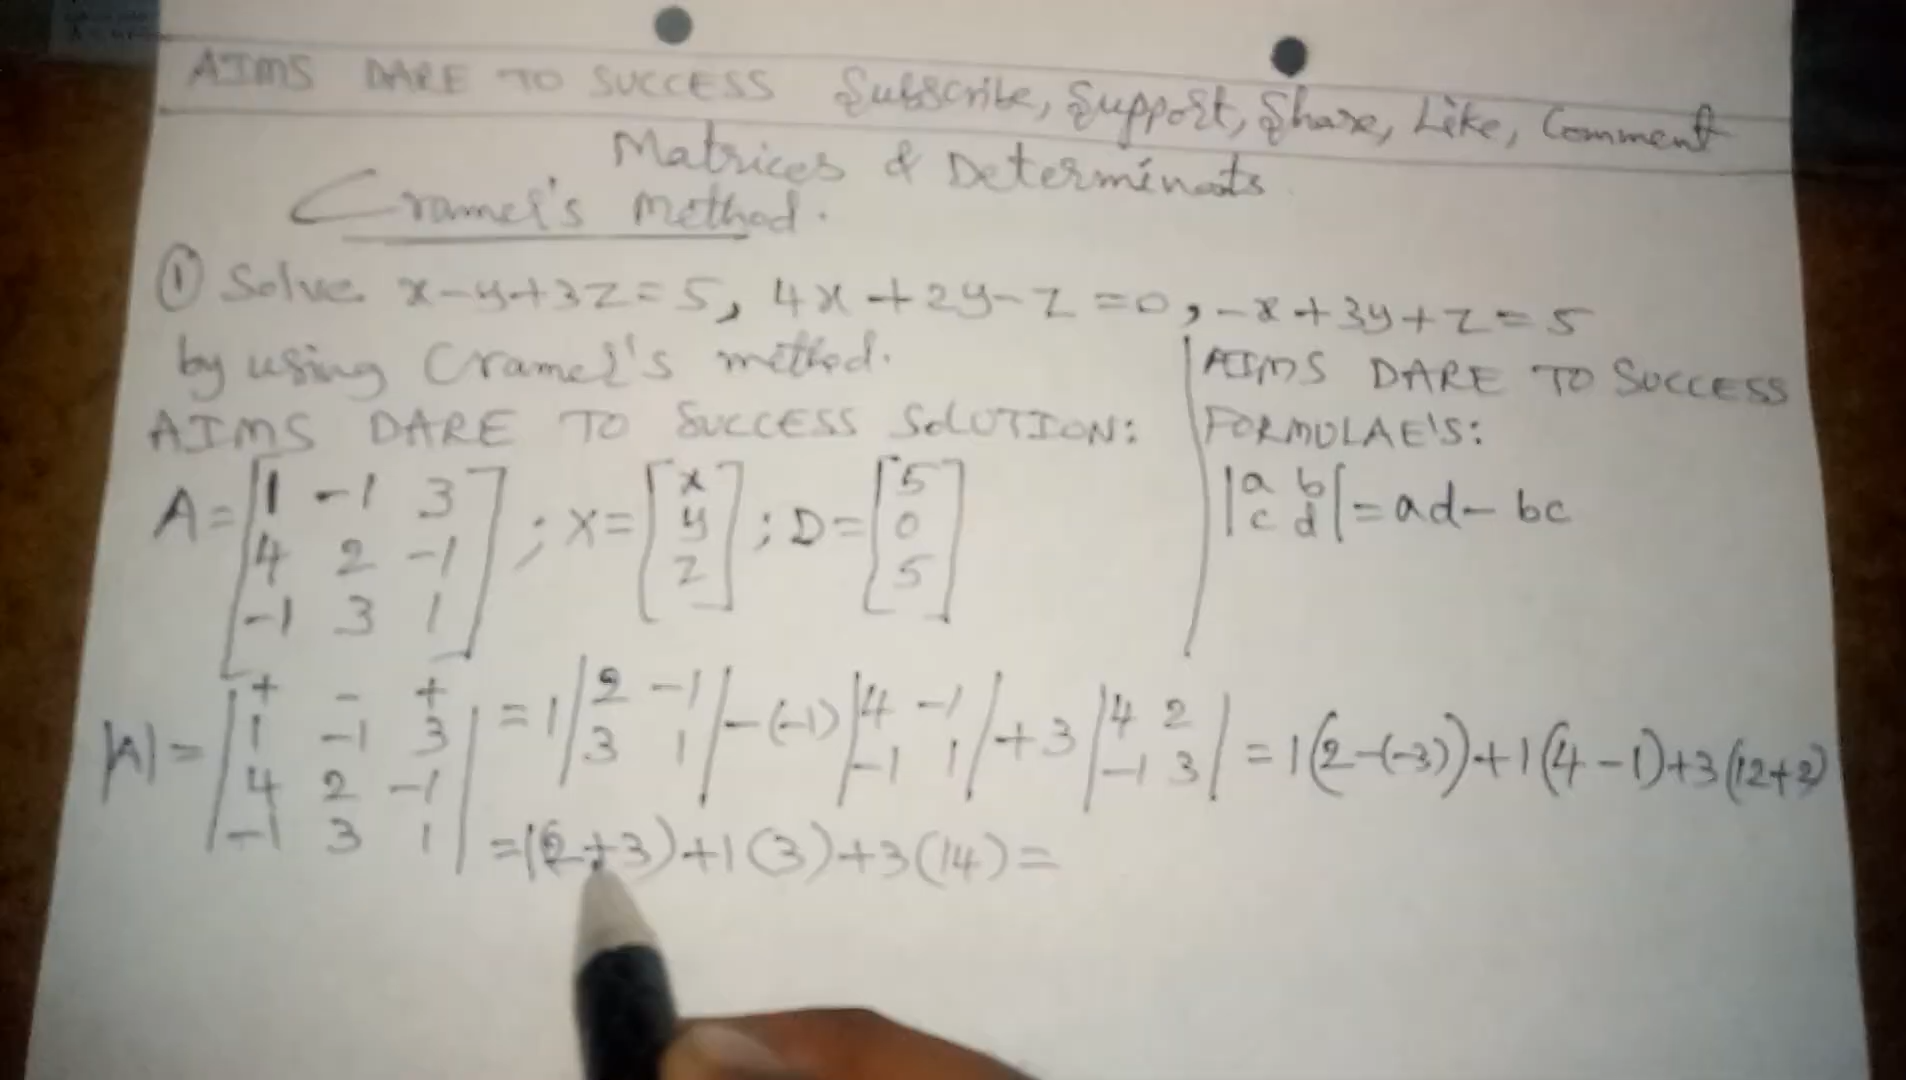 AIMS DARE TO SUCCESS Subscribe, Support, Share, Like, Comment
Matrices & Determinants
Cramer's Method.
① Solve x-y+3z=5, 4x+2y-z=0, -x+3y+z=5
by using Cramer's method.
AIMS DARE TO SUCCESS SOLUTION:
A = [1 -1 3; 4 2 -1; -1 3 1] ; X = [x; y; z] ; D = [5; 0; 5]
AIMS DARE TO SUCCESS
FORMULAE'S:
|a b; c d| = ad - bc
+ - +
|A| = |1 -1 3; 4 2 -1; -1 3 1| = 1|2 -1; 3 1| -(-1)|4 -1; -1 1| +3|4 2; -1 3| = 1(2-(-3))+1(4-1)+3(12+2)
=1(2+3)+1(3)+3(14)=